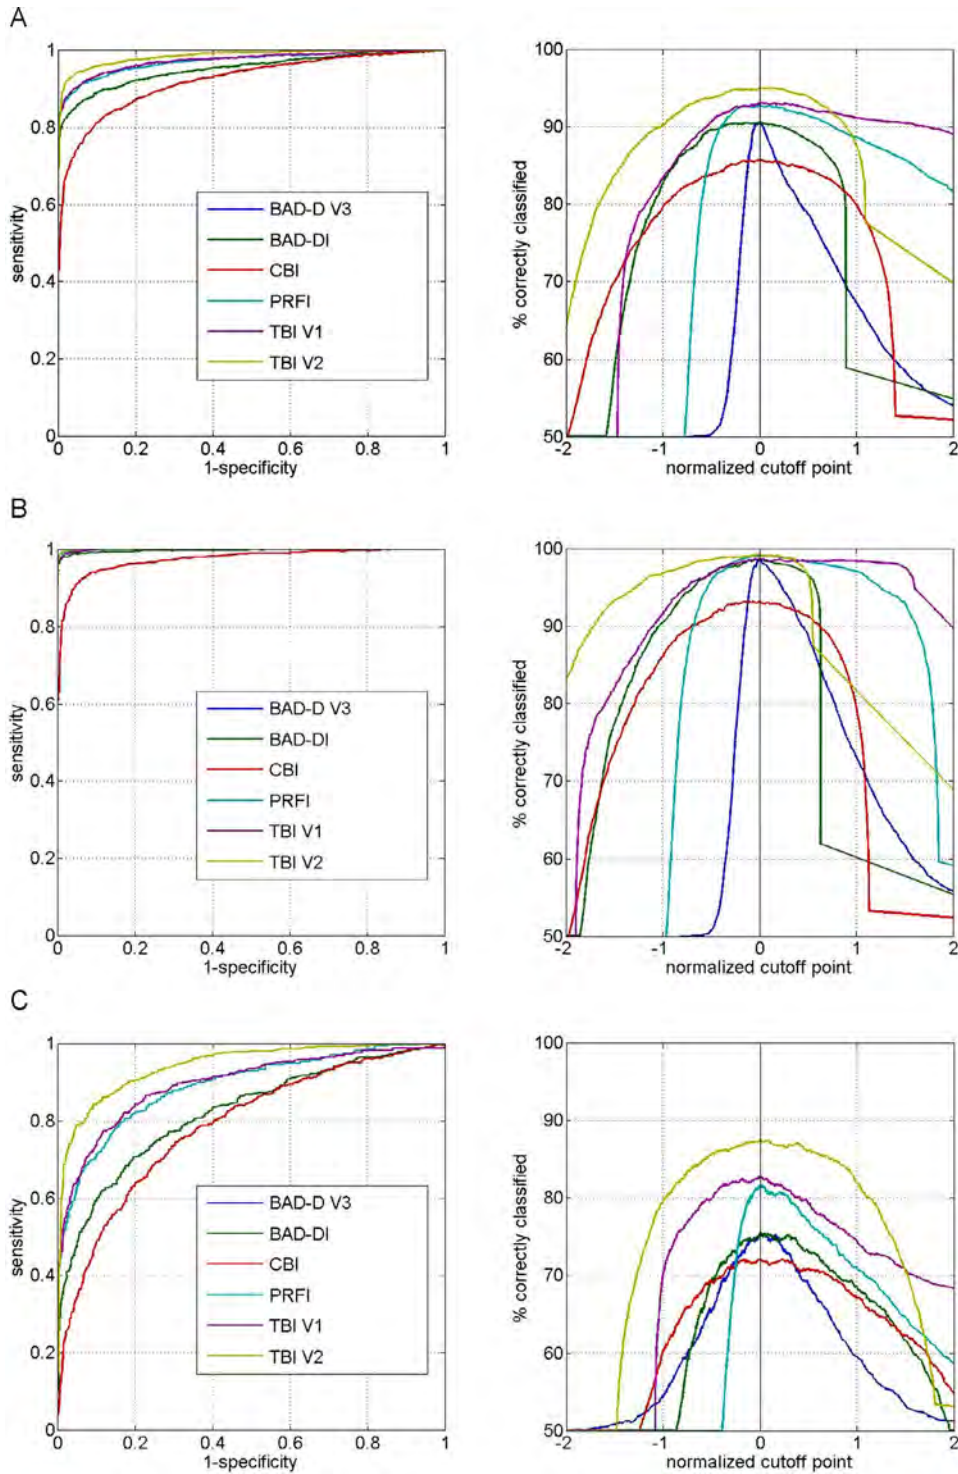 A
1
0.8
0.6
0.4
0.2
0
sensitivity
BAD-D V3
BAD-DI
CBI
PRFI
TBI V1
TBI V2
0 0.2 0.4 0.6 0.8 1
1-specificity
100
90
80
70
60
50
% correctly classified
-2 -1 0 1 2
normalized cutoff point
B
1
0.8
0.6
0.4
0.2
0
sensitivity
BAD-D V3
BAD-DI
CBI
PRFI
TBI V1
TBI V2
0 0.2 0.4 0.6 0.8 1
1-specificity
100
90
80
70
60
50
% correctly classified
-2 -1 0 1 2
normalized cutoff point
C
1
0.8
0.6
0.4
0.2
0
sensitivity
BAD-D V3
BAD-DI
CBI
PRFI
TBI V1
TBI V2
0 0.2 0.4 0.6 0.8 1
1-specificity
100
90
80
70
60
50
% correctly classified
-2 -1 0 1 2
normalized cutoff point